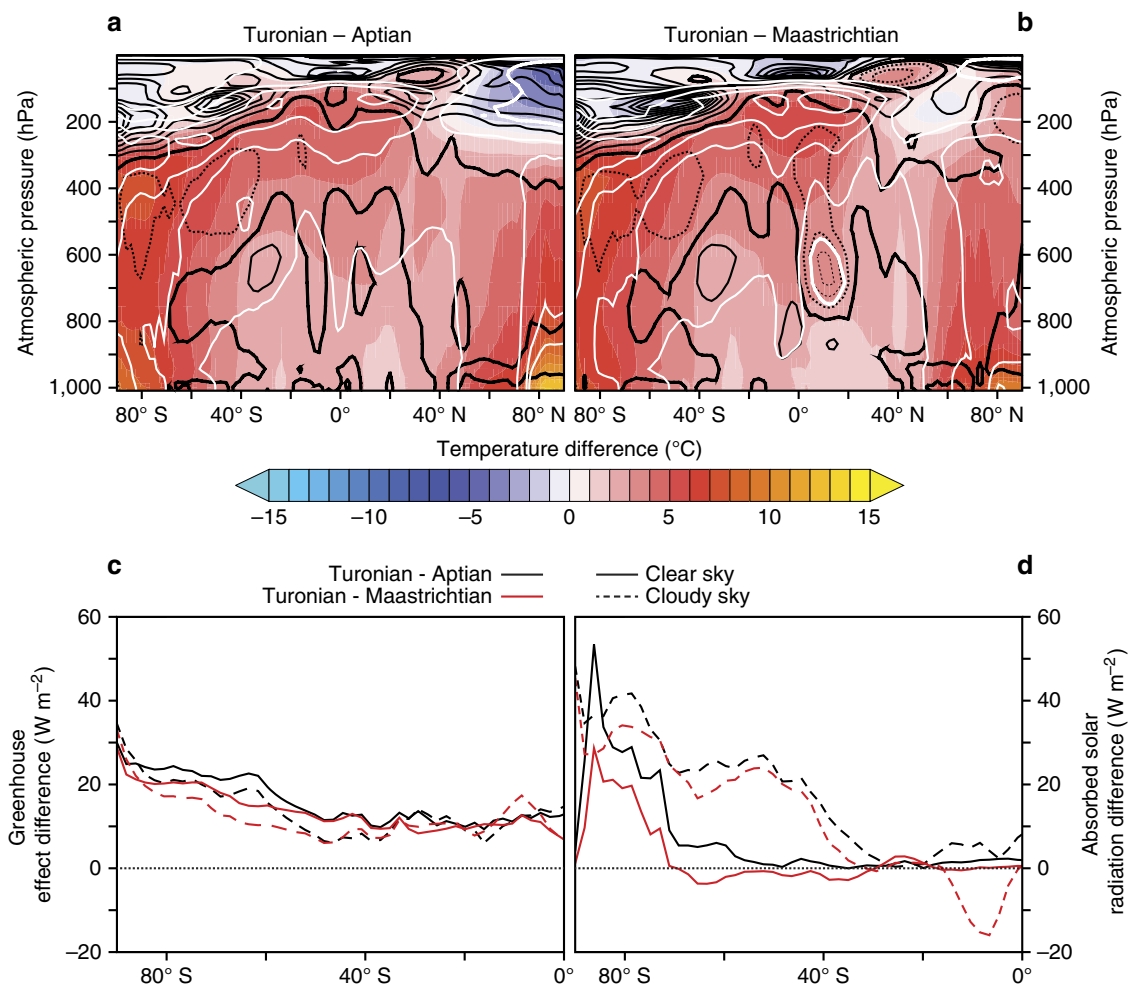 a
Turonian – Aptian
Turonian – Maastrichtian
b
Atmospheric pressure (hPa)
200
400
600
800
1,000
80° S
40° S
0°
40° N
80° N
80° S
40° S
0°
40° N
80° N
200
400
600
800
1,000
Atmospheric pressure (hPa)
Temperature difference (°C)
–15
–10
–5
0
5
10
15
c
Turonian - Aptian
Turonian - Maastrichtian
Clear sky
Cloudy sky
d
Greenhouse
effect difference (W m–2)
60
40
20
0
–20
80° S
40° S
0°
80° S
40° S
0°
60
40
20
0
–20
Absorbed solar
radiation difference (W m–2)